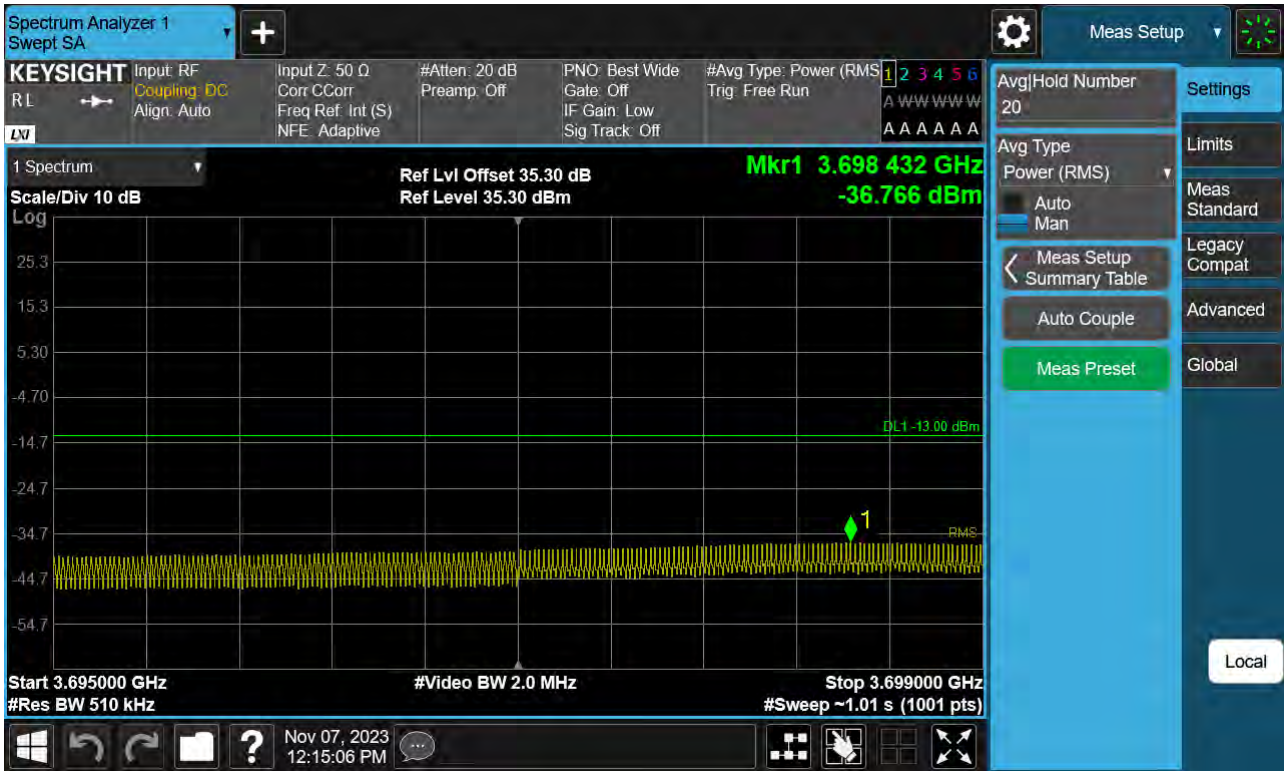 Spectrum Analyzer 1
Swept SA
+
Meas Setup
KEYSIGHT
RL
LXI
Input: RF
Coupling: DC
Align: Auto
Input Z: 50 Ω
Corr CCorr
Freq Ref: Int (S)
NFE: Adaptive
#Atten: 20 dB
Preamp: Off
PNO: Best Wide
Gate: Off
IF Gain: Low
Sig Track: Off
#Avg Type: Power (RMS
Trig: Free Run
1 2 3 4 5 6
A W W W W W
A A A A A A
1 Spectrum
Scale/Div 10 dB
Log
Ref Lvl Offset 35.30 dB
Ref Level 35.30 dBm
Mkr1 3.698 432 GHz
-36.766 dBm
25.3
15.3
5.30
-4.70
-14.7
-24.7
-34.7
-44.7
-54.7
DL1 -13.00 dBm
1
RMS
Start 3.695000 GHz
#Res BW 510 kHz
#Video BW 2.0 MHz
Stop 3.699000 GHz
#Sweep ~1.01 s (1001 pts)
Avg|Hold Number
20
Avg Type
Power (RMS)
Auto
Man
Meas Setup
Summary Table
Auto Couple
Meas Preset
Settings
Limits
Meas
Standard
Legacy
Compat
Advanced
Global
Local
?
Nov 07, 2023
12:15:06 PM